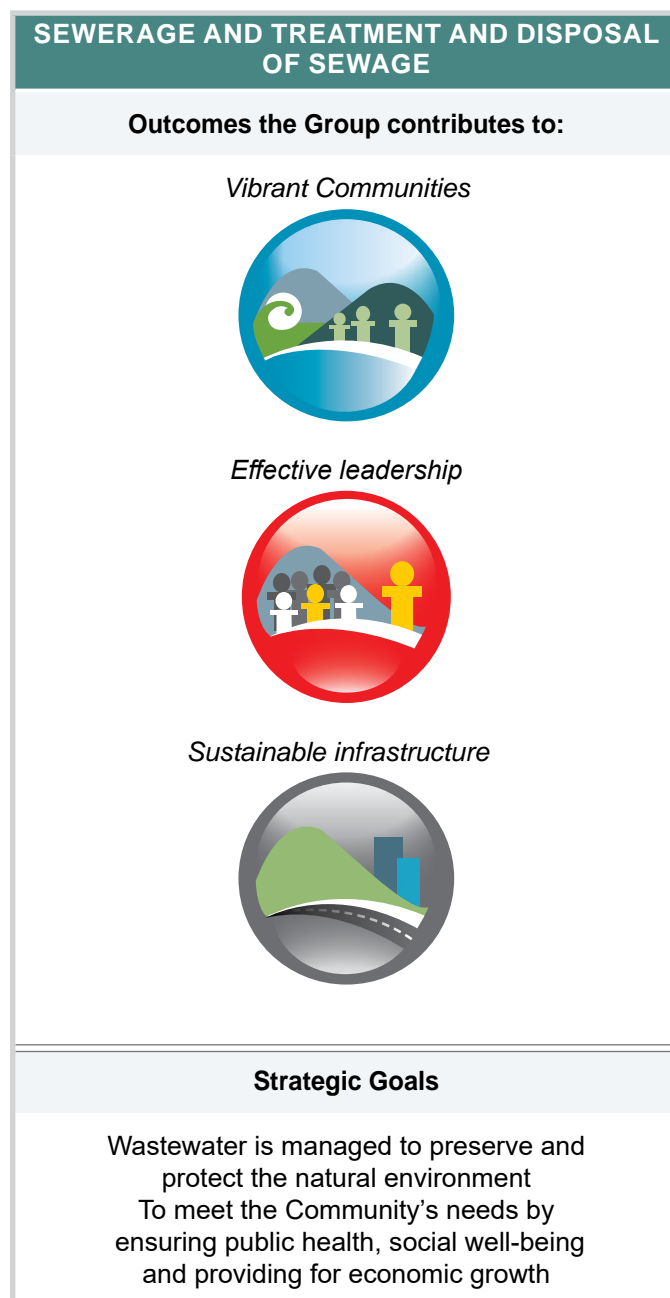 SEWERAGE AND TREATMENT AND DISPOSAL
OF SEWAGE
Outcomes the Group contributes to:
Vibrant Communities
Effective leadership
Sustainable infrastructure
Strategic Goals
Wastewater is managed to preserve and
protect the natural environment
To meet the Community’s needs by
ensuring public health, social well-being
and providing for economic growth